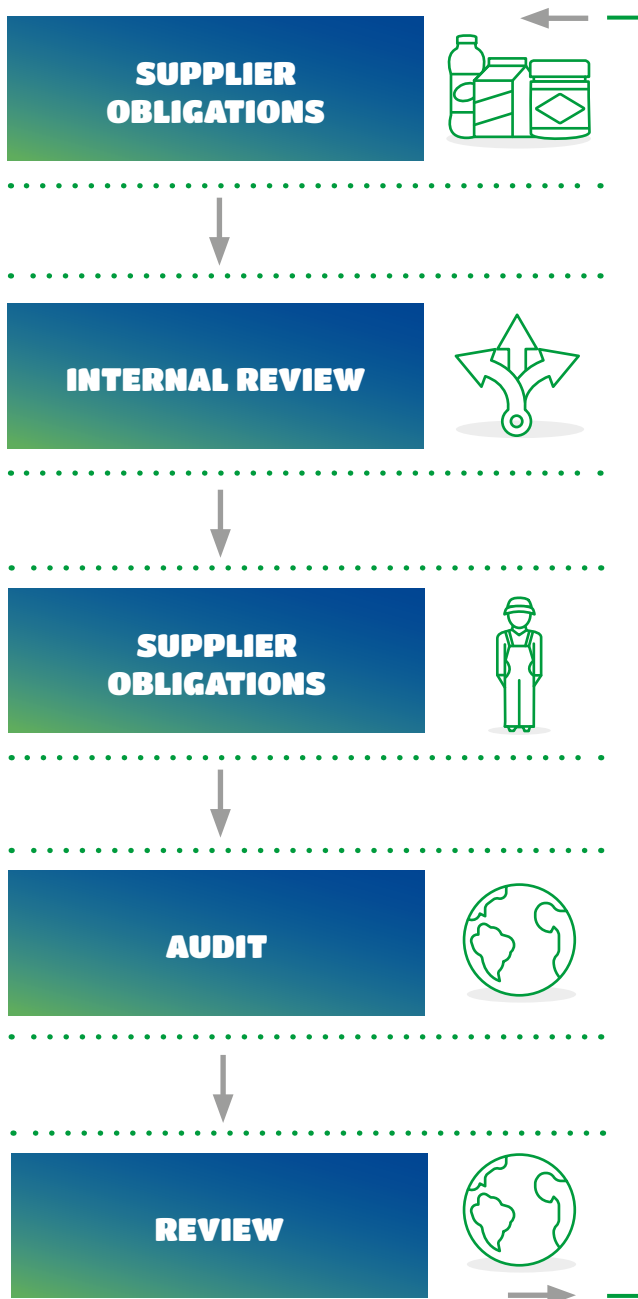 SUPPLIER
OBLIGATIONS
INTERNAL REVIEW
SUPPLIER
OBLIGATIONS
AUDIT
REVIEW